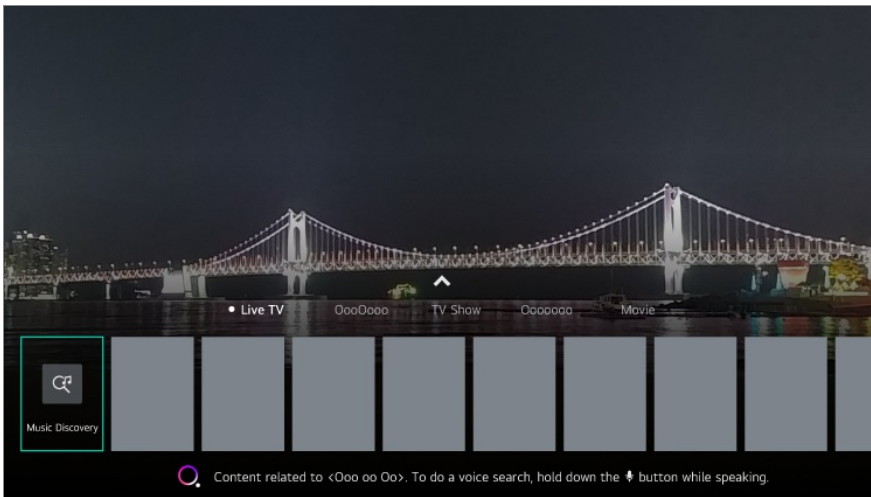 Live TV OooOooo TV Show Ooooooo Movie
Music Discovery
Content related to <Ooo oo Oo>. To do a voice search, hold down the button while speaking.